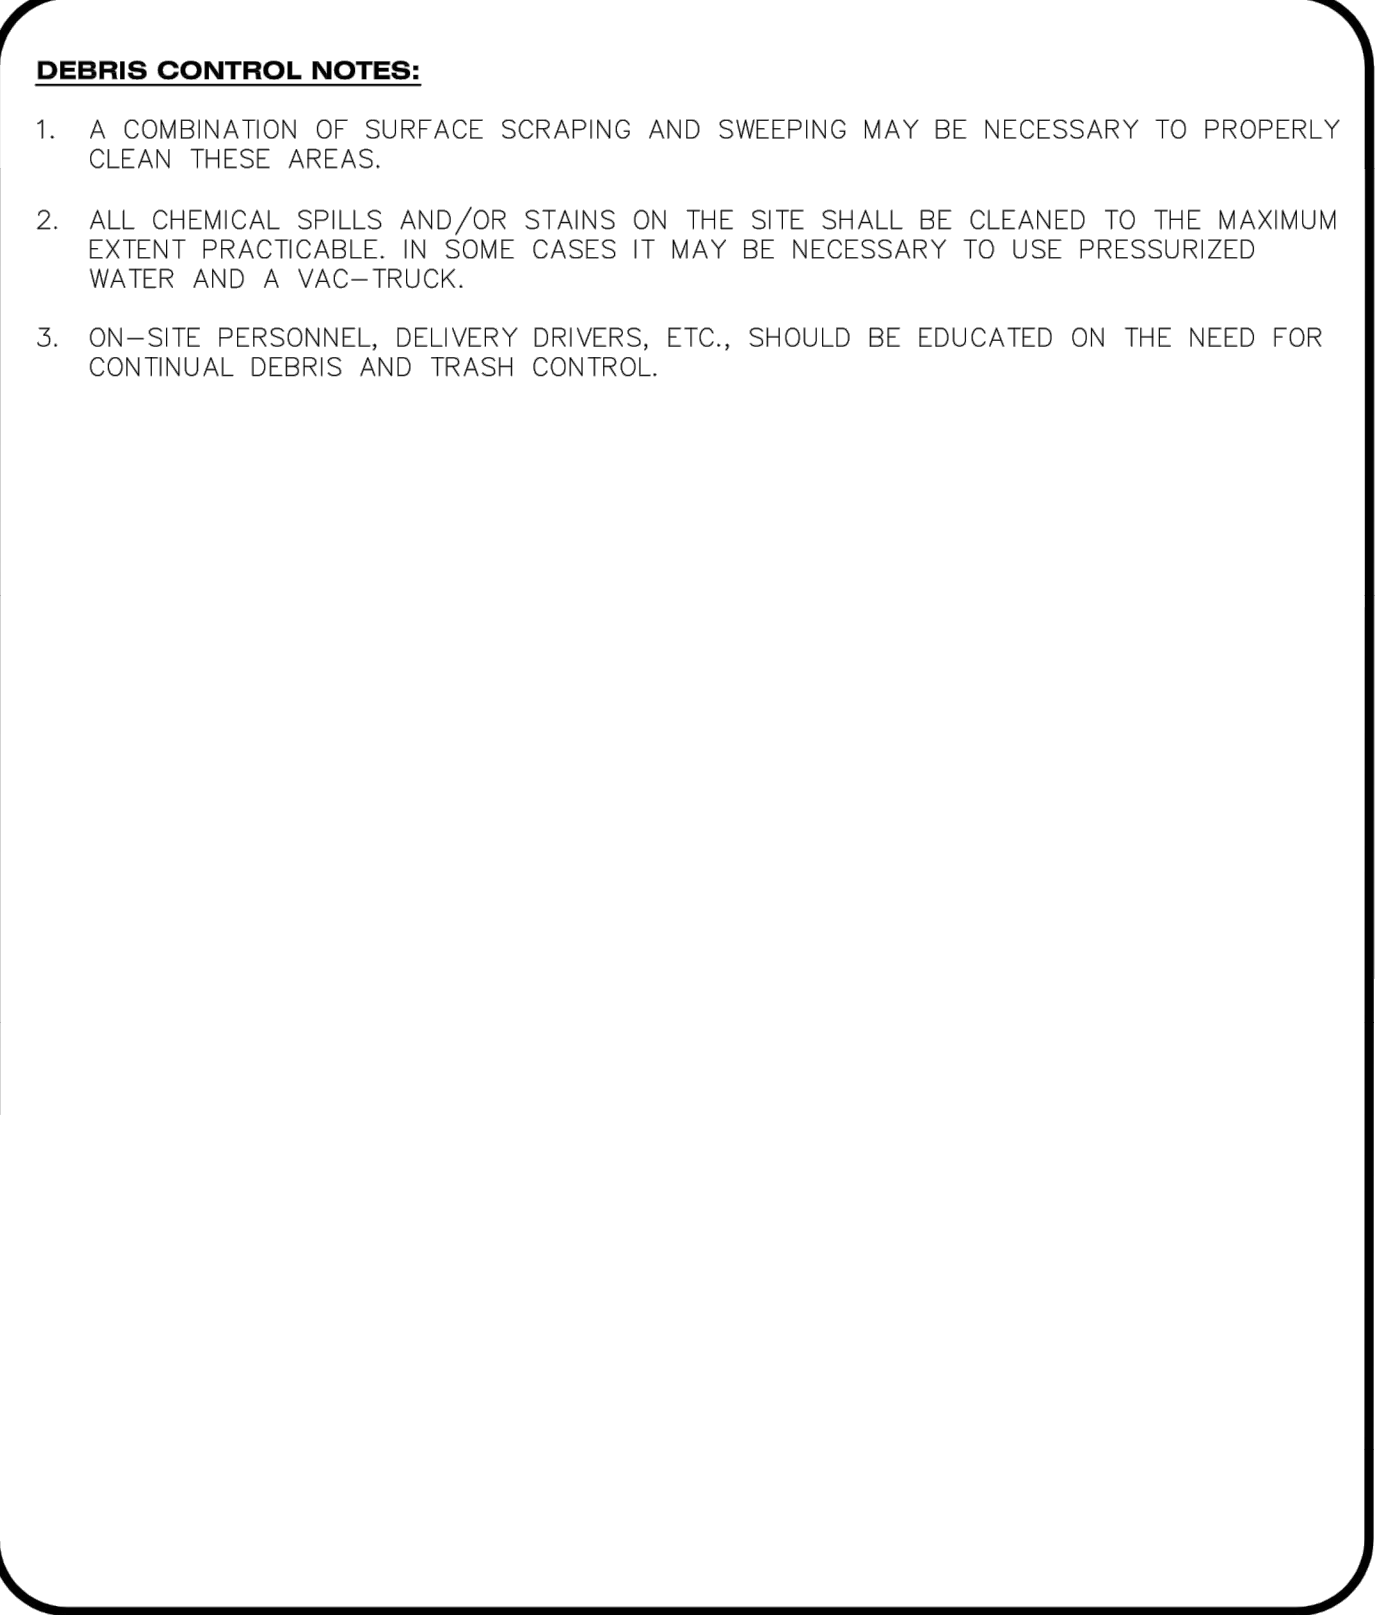 DEBRIS CONTROL NOTES:
1. A COMBINATION OF SURFACE SCRAPING AND SWEEPING MAY BE NECESSARY TO PROPERLY
CLEAN THESE AREAS.
2. ALL CHEMICAL SPILLS AND/OR STAINS ON THE SITE SHALL BE CLEANED TO THE MAXIMUM
EXTENT PRACTICABLE. IN SOME CASES IT MAY BE NECESSARY TO USE PRESSURIZED
WATER AND A VAC-TRUCK.
3. ON-SITE PERSONNEL, DELIVERY DRIVERS, ETC., SHOULD BE EDUCATED ON THE NEED FOR
CONTINUAL DEBRIS AND TRASH CONTROL.